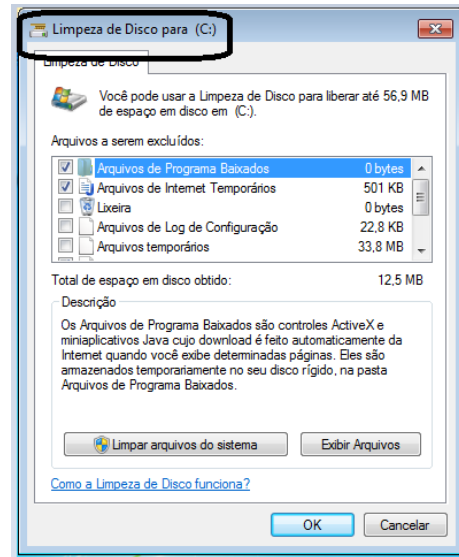 Limpeza de Disco para (C:)
Limpeza de Disco
Você pode usar a Limpeza de Disco para liberar até 56,9 MB
de espaço em disco em (C:).
Arquivos a serem excluídos:
Arquivos de Programa Baixados 0 bytes
Arquivos de Internet Temporários 501 KB
Lixeira 0 bytes
Arquivos de Log de Configuração 22,8 KB
Arquivos temporários 33,8 MB
Total de espaço em disco obtido: 12,5 MB
Descrição
Os Arquivos de Programa Baixados são controles ActiveX e
miniaplicativos Java cujo download é feito automaticamente da
Internet quando você exibe determinadas páginas. Eles são
armazenados temporariamente no seu disco rígido, na pasta
Arquivos de Programa Baixados.
Limpar arquivos do sistema Exibir Arquivos
Como a Limpeza de Disco funciona?
OK Cancelar